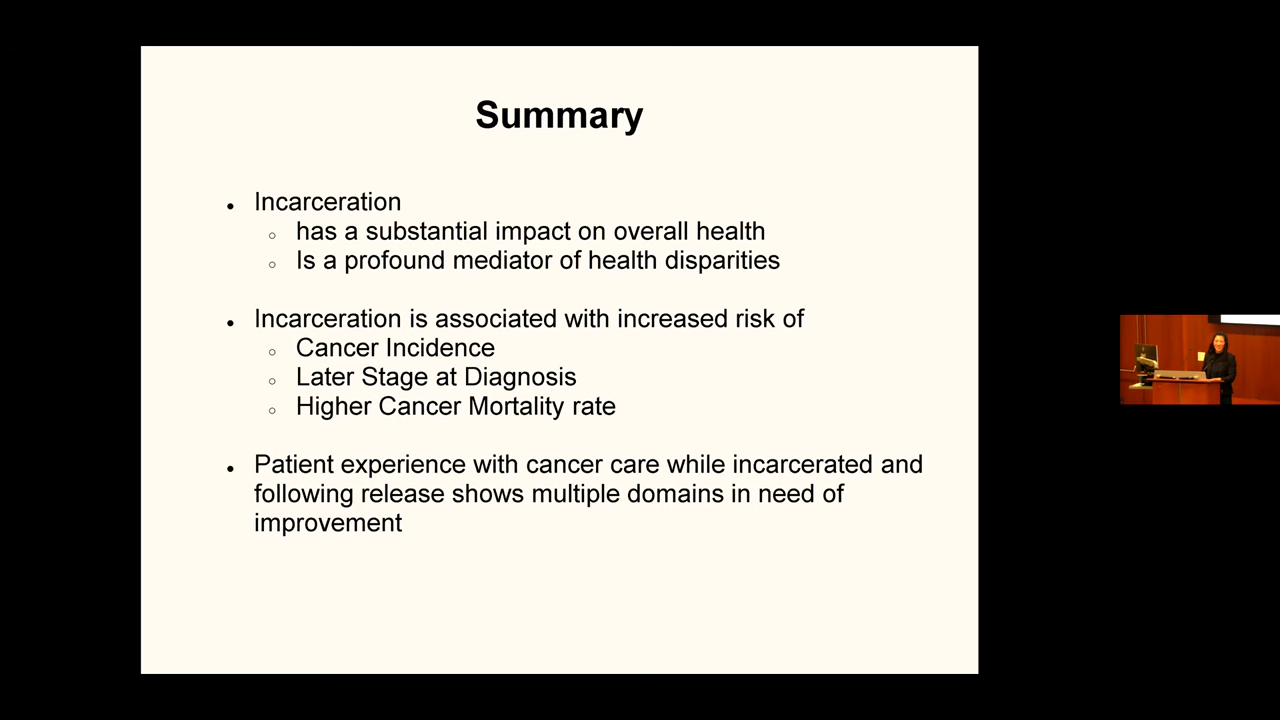 Summary
Incarceration
has a substantial impact on overall health
Is a profound mediator of health disparities
Incarceration is associated with increased risk of
Cancer Incidence
Later Stage at Diagnosis
Higher Cancer Mortality rate
Patient experience with cancer care while incarcerated and
following release shows multiple domains in need of
improvement